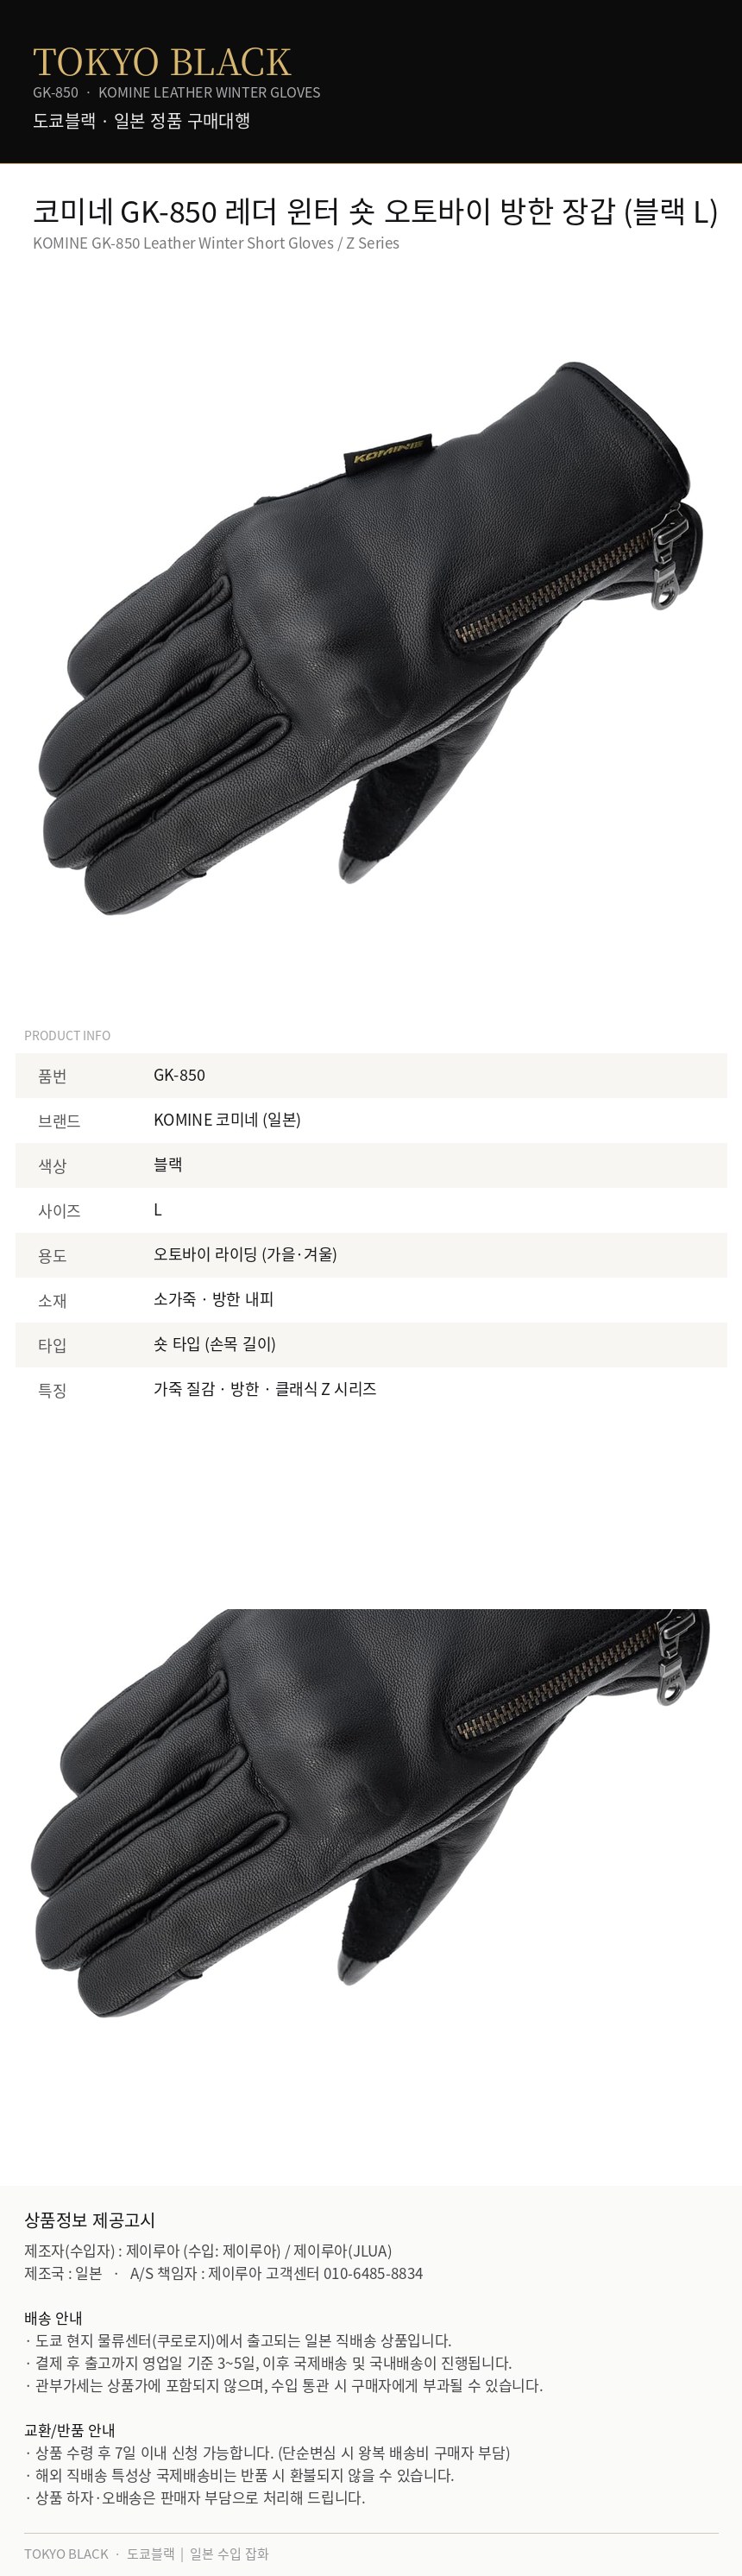 TOKYO BLACK
GK-850 · KOMINE LEATHER WINTER GLOVES
도쿄블랙 · 일본 정품 구매대행
코미네 GK-850 레더 윈터 숏 오토바이 방한 장갑 (블랙 L)
KOMINE GK-850 Leather Winter Short Gloves / Z Series
KOMINE
PRODUCT INFO
품번 GK-850
브랜드 KOMINE 코미네 (일본)
색상 블랙
사이즈 L
용도 오토바이 라이딩 (가을·겨울)
소재 소가죽 · 방한 내피
타입 숏 타입 (손목 길이)
특징 가죽 질감 · 방한 · 클래식 Z 시리즈
상품정보 제공고시
제조자(수입자) : 제이루아 (수입: 제이루아) / 제이루아(JLUA)
제조국 : 일본 · A/S 책임자 : 제이루아 고객센터 010-6485-8834
배송 안내
· 도쿄 현지 물류센터(쿠로로지)에서 출고되는 일본 직배송 상품입니다.
· 결제 후 출고까지 영업일 기준 3~5일, 이후 국제배송 및 국내배송이 진행됩니다.
· 관부가세는 상품가에 포함되지 않으며, 수입 통관 시 구매자에게 부과될 수 있습니다.
교환/반품 안내
· 상품 수령 후 7일 이내 신청 가능합니다. (단순변심 시 왕복 배송비 구매자 부담)
· 해외 직배송 특성상 국제배송비는 반품 시 환불되지 않을 수 있습니다.
· 상품 하자·오배송은 판매자 부담으로 처리해 드립니다.
TOKYO BLACK · 도쿄블랙 | 일본 수입 잡화